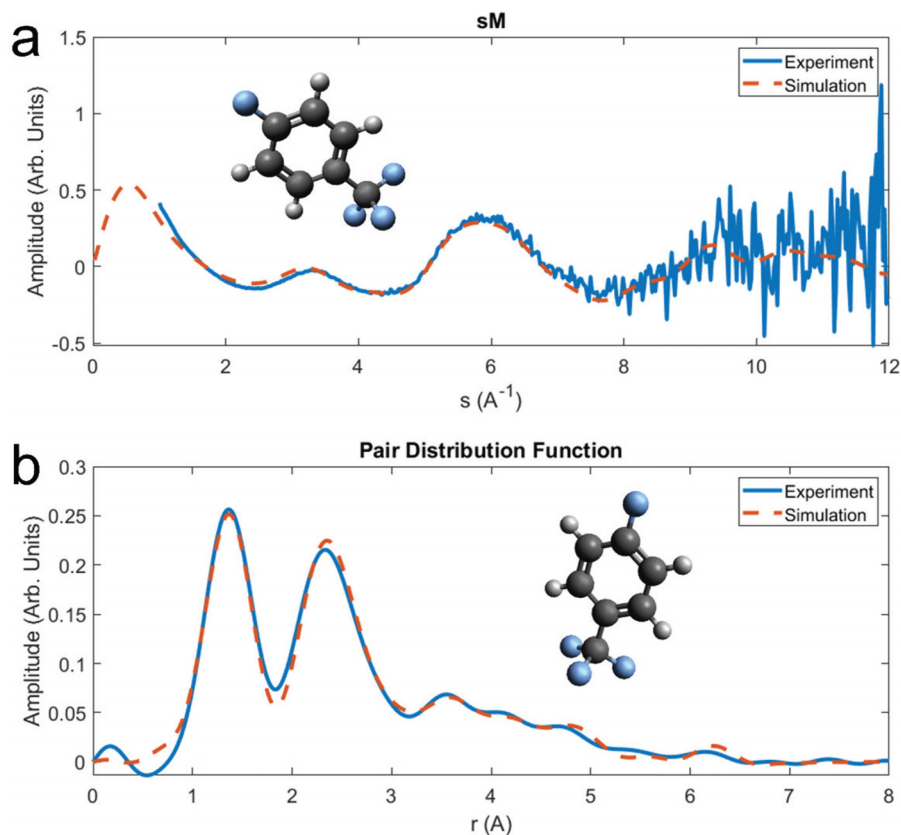 a
sM
1.5
1
0.5
0
-0.5
Amplitude (Arb. Units)
Experiment
Simulation
0 2 4 6 8 10 12
s (A⁻¹)
b
Pair Distribution Function
0.3
0.25
0.2
0.15
0.1
0.05
0
Amplitude (Arb. Units)
Experiment
Simulation
0 1 2 3 4 5 6 7 8
r (A)